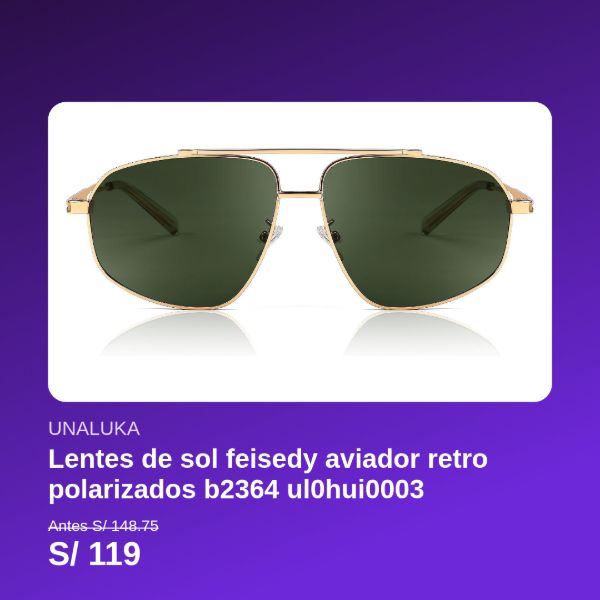 UNALUKA
Lentes de sol feisedy aviador retro
polarizados b2364 ul0hui0003
Antes S/ 148.75
S/ 119